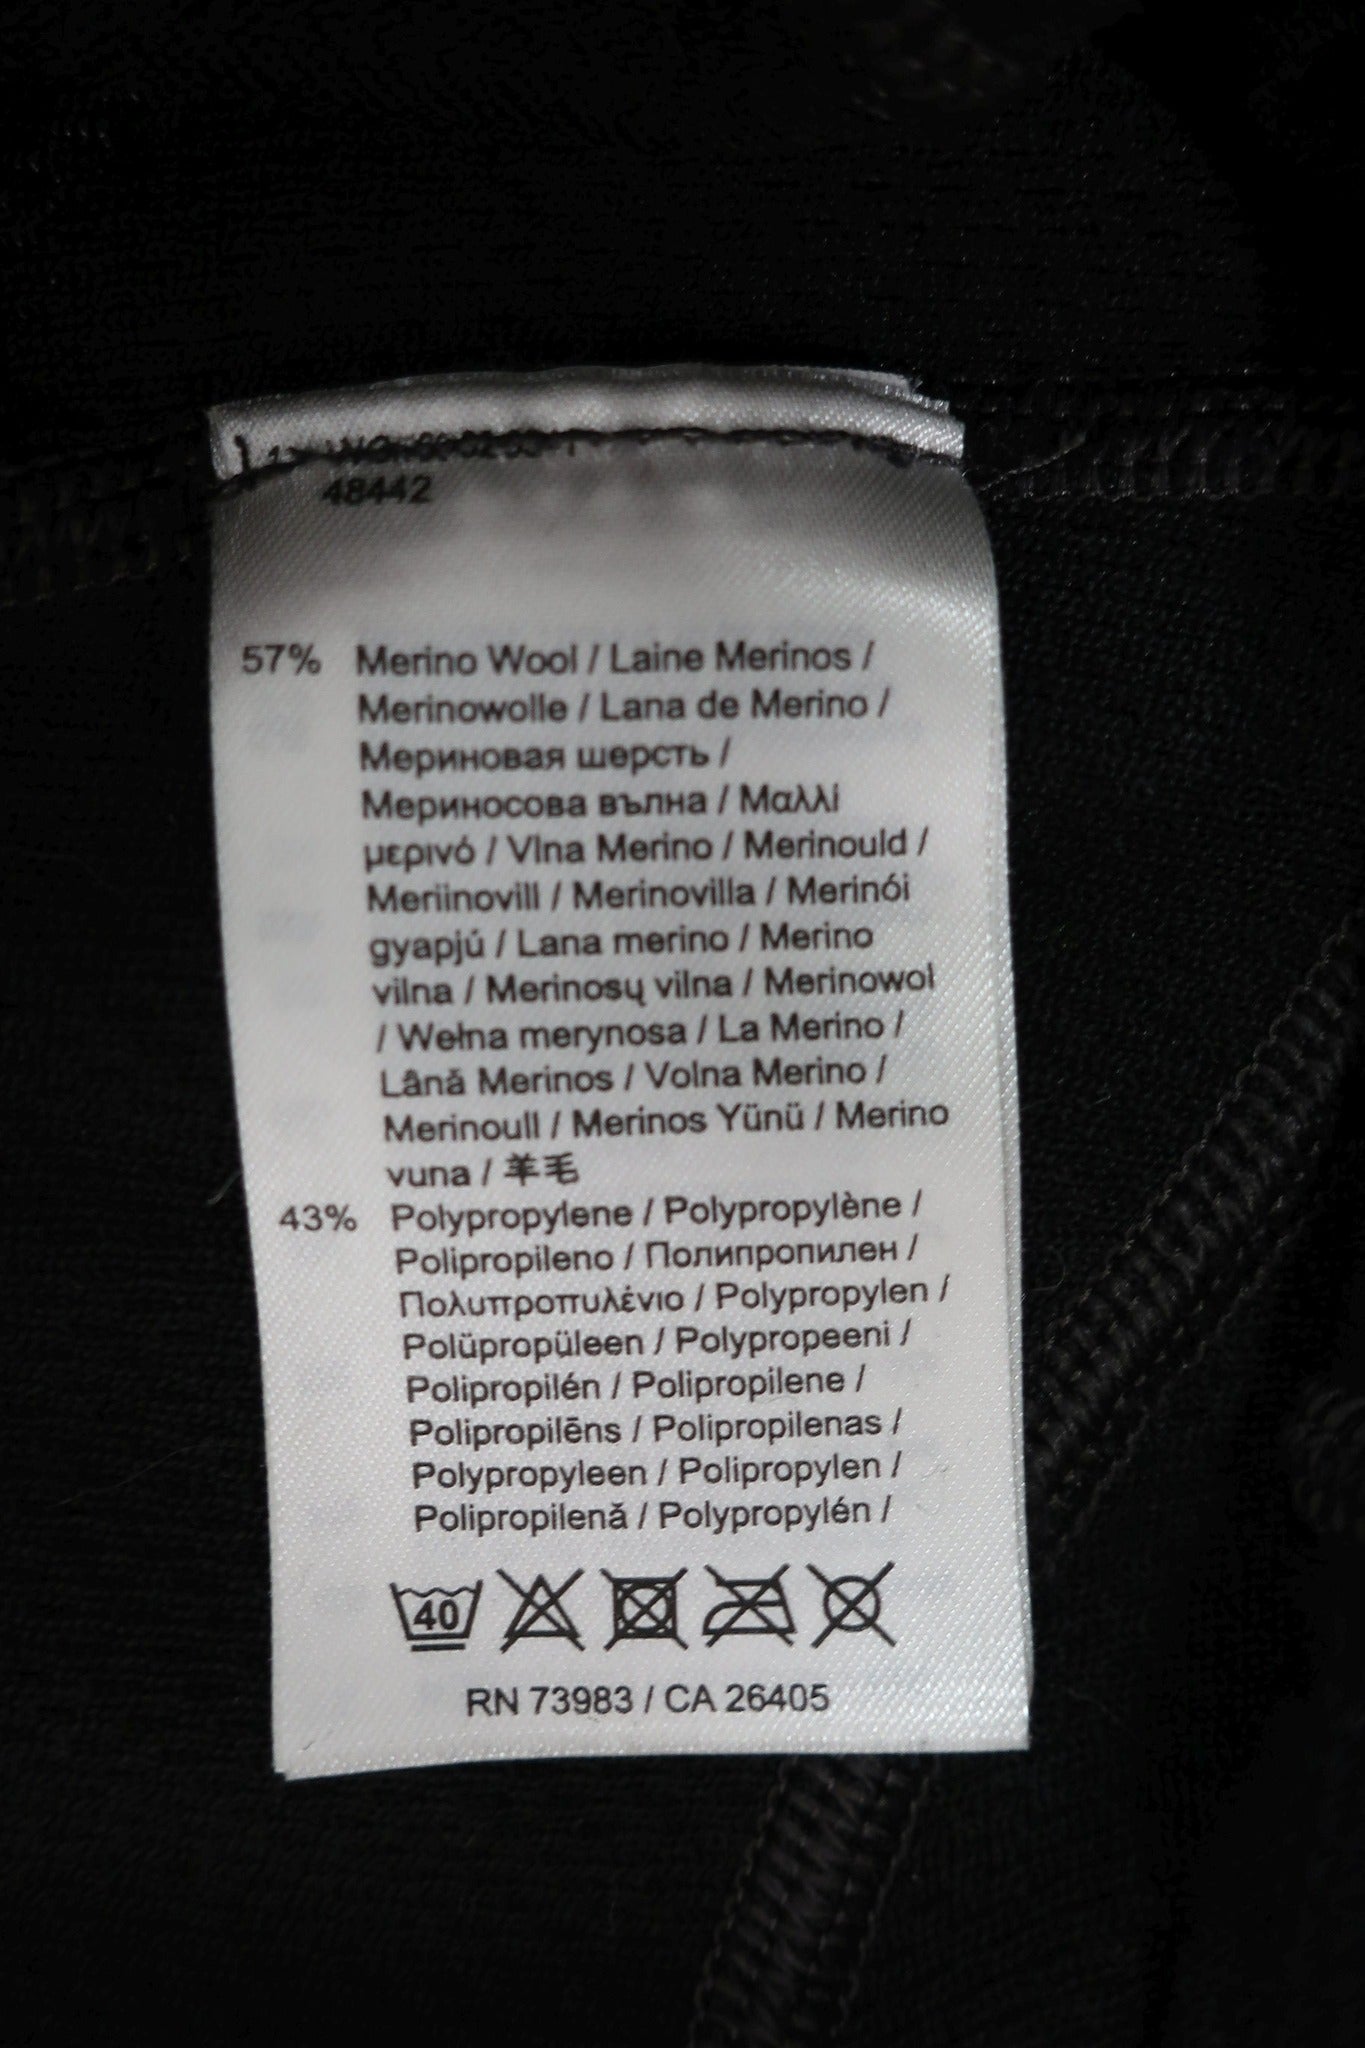 48442
57% Merino Wool / Laine Merinos /
Merinowolle / Lana de Merino /
Мериновая шерсть /
Мериносова вълна / Μαλλί
μερινό / Vlna Merino / Merinould /
Meriinovill / Merinovilla / Merinói
gyapjú / Lana merino / Merino
vilna / Merinosų vilna / Merinowol
/ Wełna merynosa / La Merino /
Lână Merinos / Volna Merino /
Merinoull / Merinos Yünü / Merino
vuna / 羊毛
43% Polypropylene / Polypropylène /
Polipropileno / Полипропилен /
Πολυπροπυλένιο / Polypropylen /
Polüpropüleen / Polypropeeni /
Polipropilén / Polipropilene /
Polipropilēns / Polipropilenas /
Polypropyleen / Polipropylen /
Polipropilenă / Polypropylén /
40
RN 73983 / CA 26405